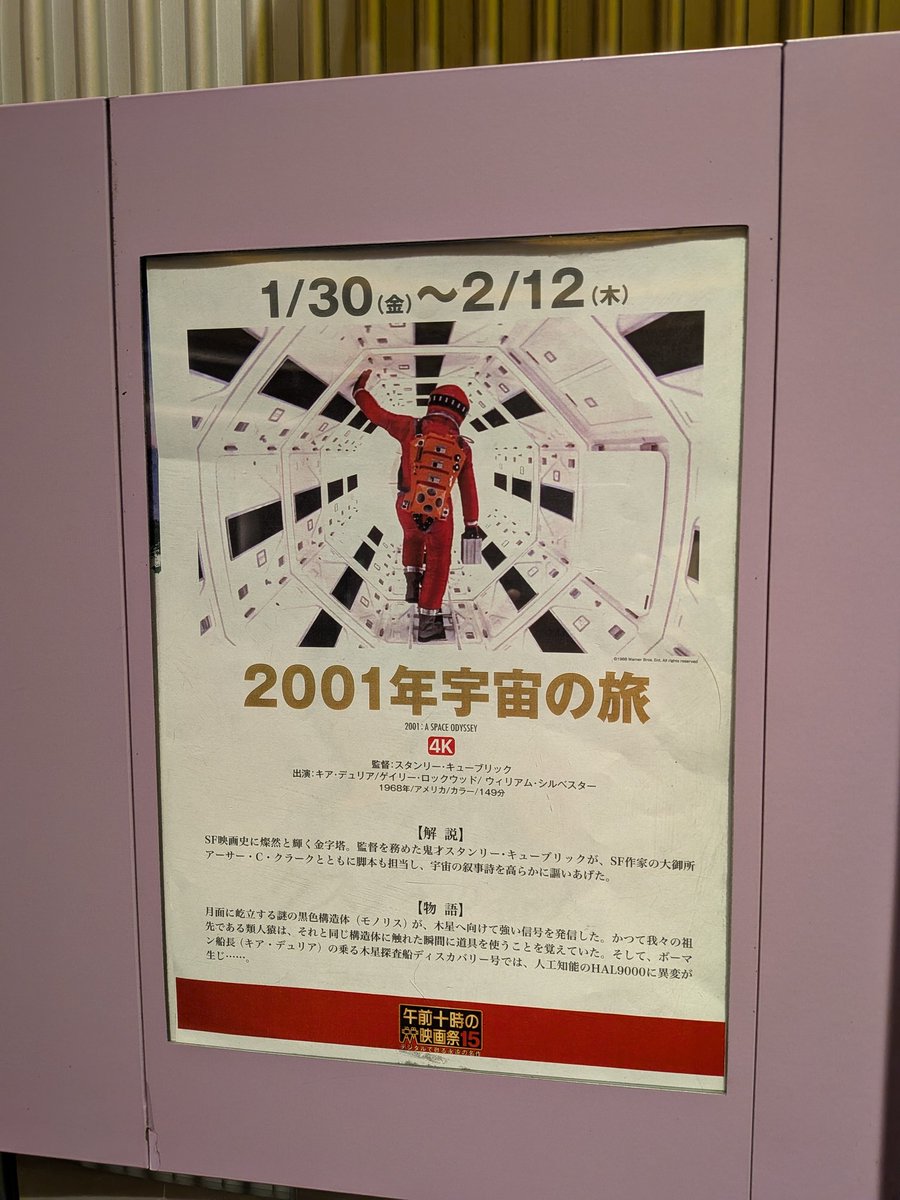 1/30(金)～2/12(木)
©1968 Warner Bros. Ent. All rights reserved
2001年宇宙の旅
2001 : A SPACE ODYSSEY
4K
監督：スタンリー・キューブリック
出演：キア・デュリア/ゲイリー・ロックウッド/ ウィリアム・シルベスター
1968年/アメリカ/カラー/149分
【解 説】
SF映画史に燦然と輝く金字塔。監督を務めた鬼才スタンリー・キューブリックが、SF作家の大御所
アーサー・C・クラークとともに脚本も担当し、宇宙の叙事詩を高らかに謳いあげた。
【物 語】
月面に屹立する謎の黒色構造体（モノリス）が、木星へ向けて強い信号を発信した。かつて我々の祖
先である類人猿は、それと同じ構造体に触れた瞬間に道具を使うことを覚えていた。そして、ボーマ
ン船長（キア・デュリア）の乗る木星探査船ディスカバリー号では、人工知能のHAL9000に異変が
生じ……。
午前十時の
映画祭15
デジタルで甦る永遠の名作